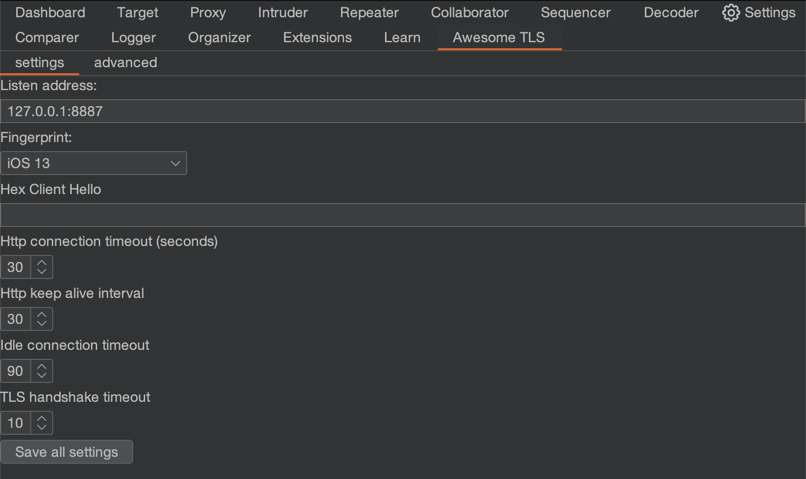 Dashboard Target Proxy Intruder Repeater Collaborator Sequencer Decoder Settings
Comparer Logger Organizer Extensions Learn Awesome TLS
settings advanced
Listen address:
127.0.0.1:8887
Fingerprint:
iOS 13
Hex Client Hello
Http connection timeout (seconds)
30
Http keep alive interval
30
Idle connection timeout
90
TLS handshake timeout
10
Save all settings